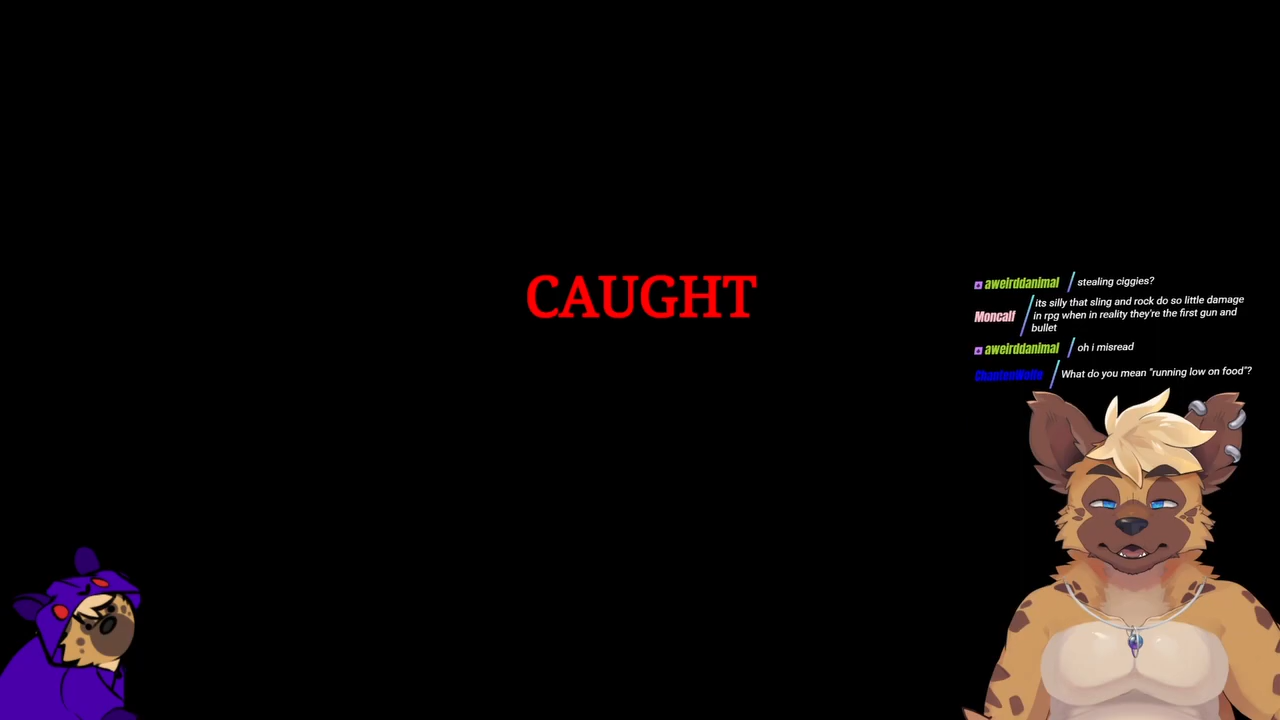 CAUGHT
aweirddanimal / stealing ciggies?
its silly that sling and rock do so little damage
Moncalf / in rpg when in reality they're the first gun and
bullet
aweirddanimal / oh i misread
ChantenWolfo / What do you mean "running low on food"?